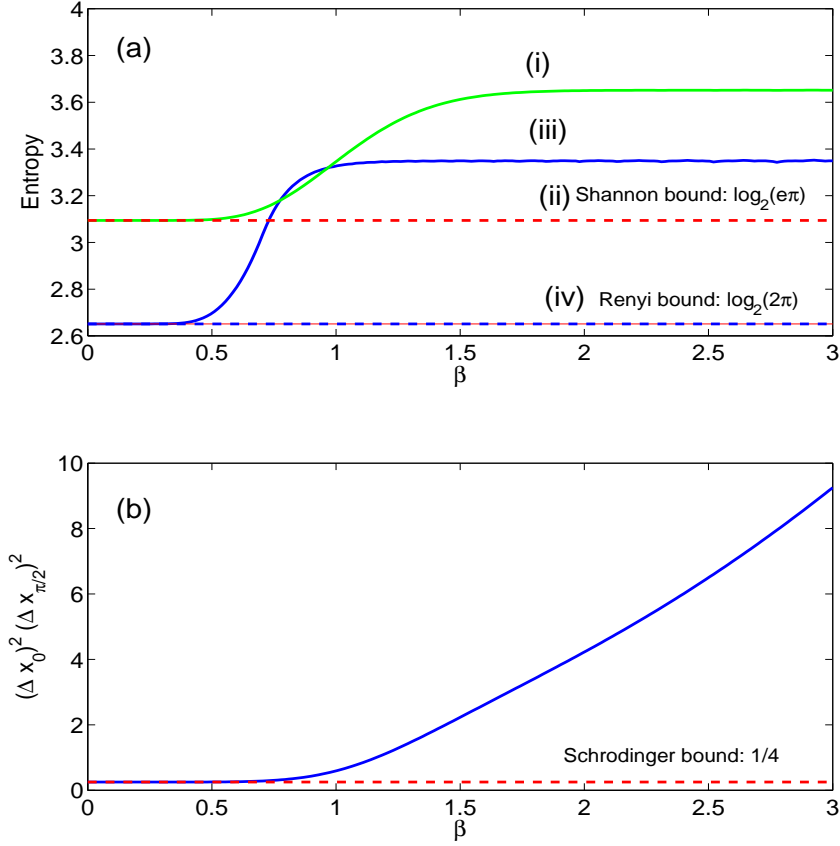 (a)
4
3.8
3.6
3.4
3.2
3
2.8
2.6
Entropy
(i)
(iii)
(ii) Shannon bound: log₂(eπ)
(iv) Renyi bound: log₂(2π)
0 0.5 1 1.5 2 2.5 3
β
(b)
10
8
6
4
2
0
(Δ x₀)² (Δ x_π/2)²
Schrodinger bound: 1/4
0 0.5 1 1.5 2 2.5 3
β